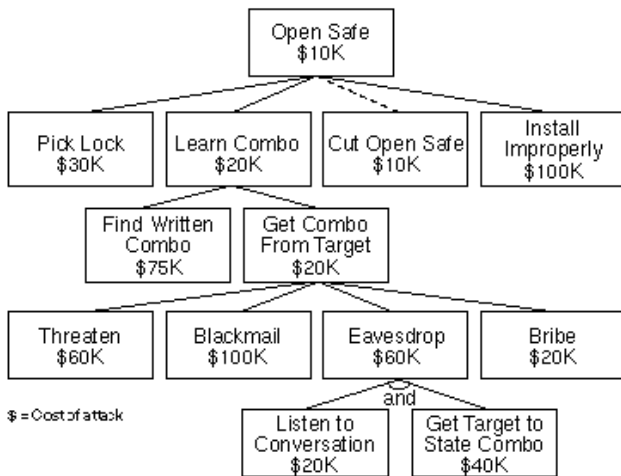 Open Safe
$10K
Pick Lock
$30K
Learn Combo
$20K
Cut Open Safe
$10K
Install
Improperly
$100K
Find Written
Combo
$75K
Get Combo
From Target
$20K
Threaten
$60K
Blackmail
$100K
Eavesdrop
$60K
Bribe
$20K
and
$ = Cost of attack
Listen to
Conversation
$20K
Get Target to
State Combo
$40K